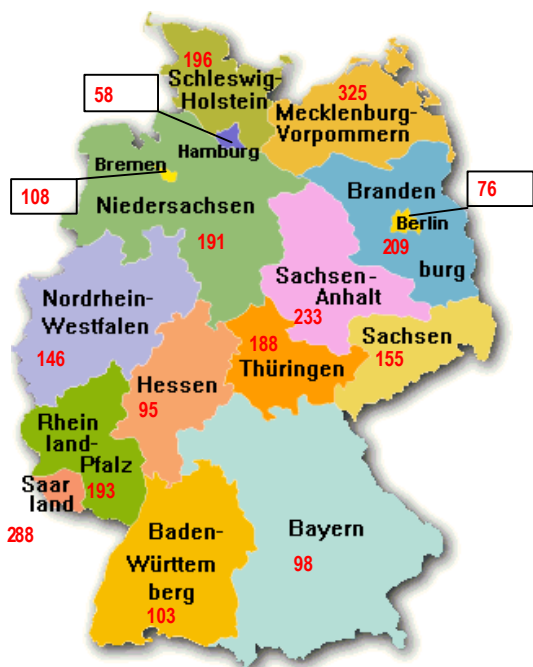 196
Schleswig-
Holstein
58
325
Mecklenburg-
Vorpommern
Hamburg
Bremen
108
Niedersachsen
191
Branden
76
Berlin
209
burg
Sachsen-
Anhalt
233
Nordrhein-
Westfalen
146
188
Thüringen
Sachsen
155
Hessen
95
Rhein
land-
Pfalz
193
Saar
land
288
Baden-
Württem
berg
103
Bayern
98